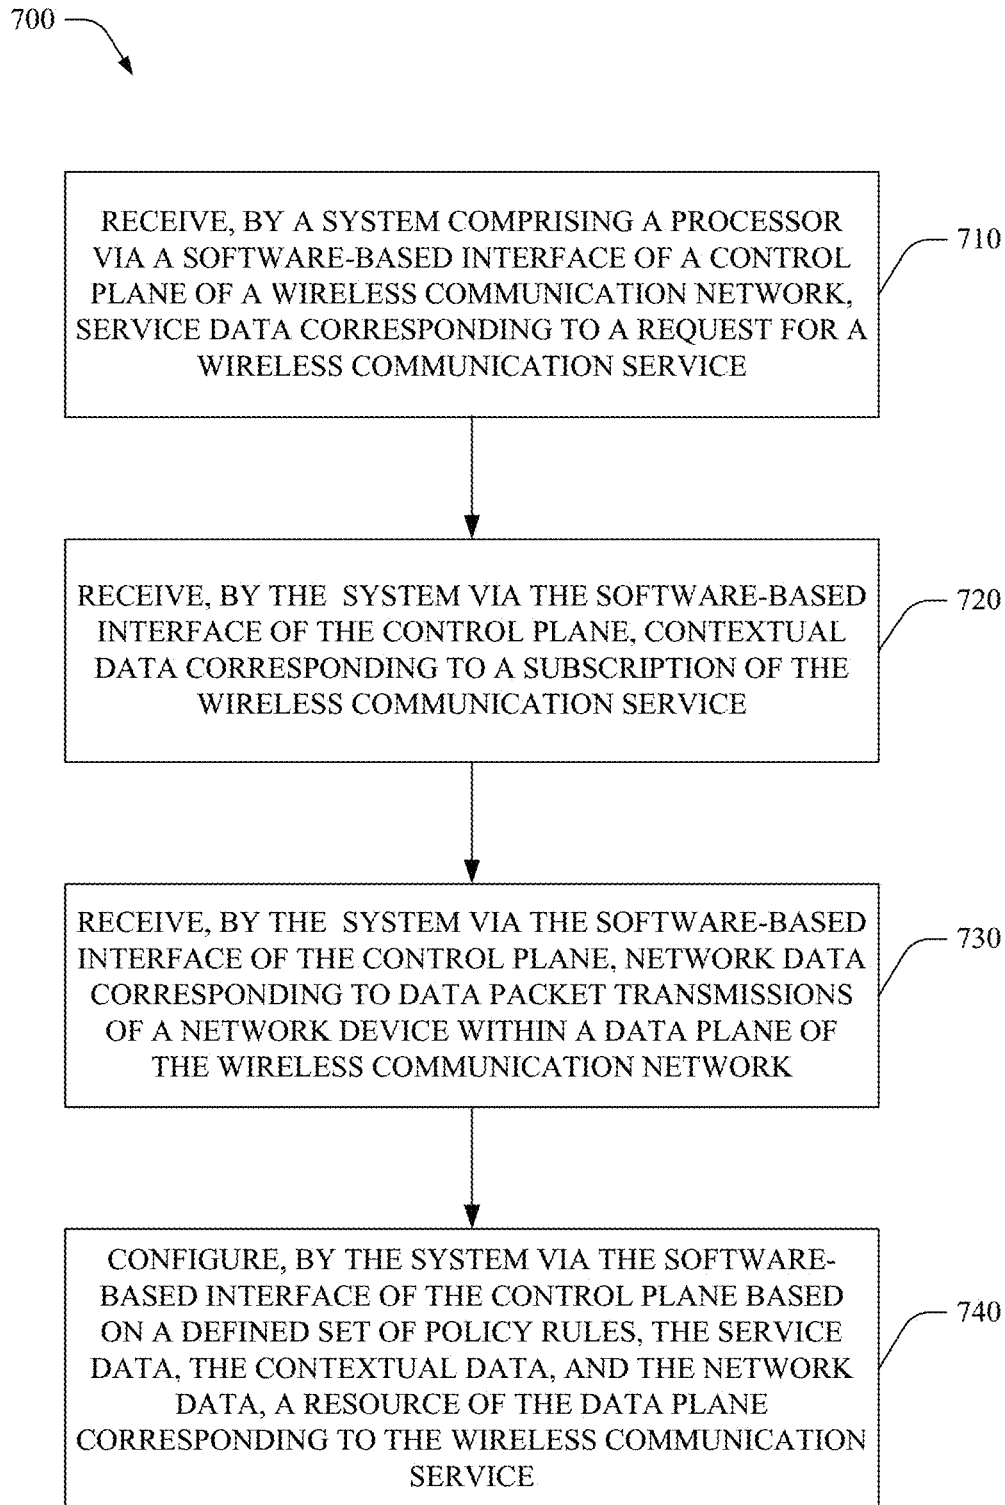 700
RECEIVE, BY A SYSTEM COMPRISING A PROCESSOR
VIA A SOFTWARE-BASED INTERFACE OF A CONTROL
PLANE OF A WIRELESS COMMUNICATION NETWORK,
SERVICE DATA CORRESPONDING TO A REQUEST FOR A
WIRELESS COMMUNICATION SERVICE
710
RECEIVE, BY THE SYSTEM VIA THE SOFTWARE-BASED
INTERFACE OF THE CONTROL PLANE, CONTEXTUAL
DATA CORRESPONDING TO A SUBSCRIPTION OF THE
WIRELESS COMMUNICATION SERVICE
720
RECEIVE, BY THE SYSTEM VIA THE SOFTWARE-BASED
INTERFACE OF THE CONTROL PLANE, NETWORK DATA
CORRESPONDING TO DATA PACKET TRANSMISSIONS
OF A NETWORK DEVICE WITHIN A DATA PLANE OF
THE WIRELESS COMMUNICATION NETWORK
730
CONFIGURE, BY THE SYSTEM VIA THE SOFTWARE-
BASED INTERFACE OF THE CONTROL PLANE BASED
ON A DEFINED SET OF POLICY RULES, THE SERVICE
DATA, THE CONTEXTUAL DATA, AND THE NETWORK
DATA, A RESOURCE OF THE DATA PLANE
CORRESPONDING TO THE WIRELESS COMMUNICATION
SERVICE
740